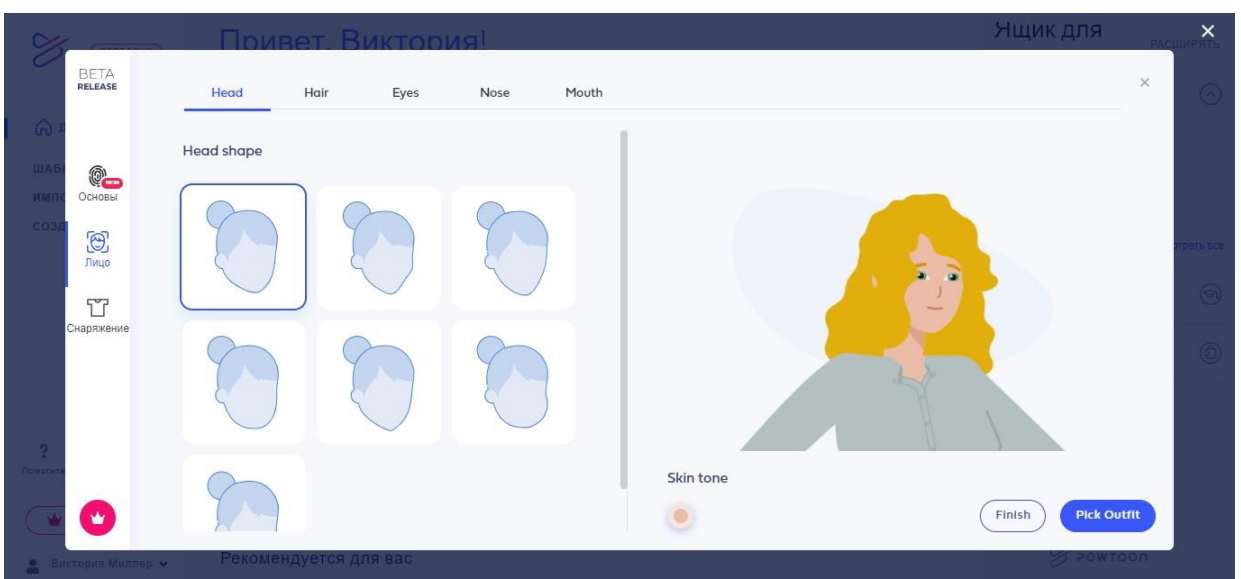 Привет, Виктория!
Ящик для
РАСШИРЯТЬ
BETA
RELEASE
Head
Hair
Eyes
Nose
Mouth
Head shape
NEW
Основы
Лицо
Снаряжение
?
Skin tone
Finish
Pick Outfit
Рекомендуется для вас
Виктория Миллер
POWTOON